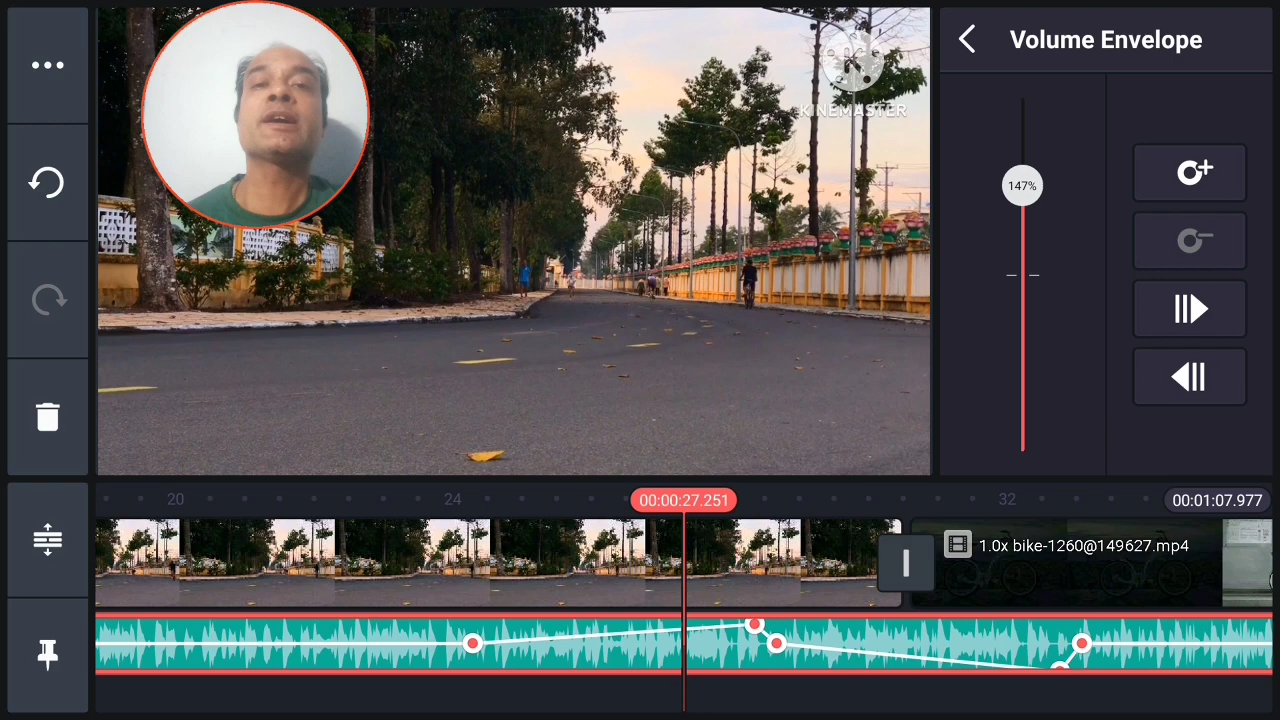 Volume Envelope
KINEMASTER
147%
20
24
00:00:27.251
32
00:01:07.977
1.0x bike-1260@149627.mp4